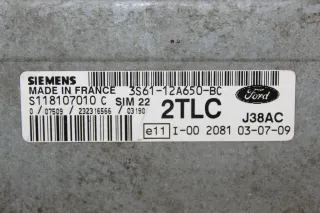 SIEMENS
MADE IN FRANCE 3S61-12A650-BC
S118107010 C SIM 22 2TLC Ford
0 / 07509 / 232316566 / 03190 J38AC
e11 I-00 2081 03-07-09